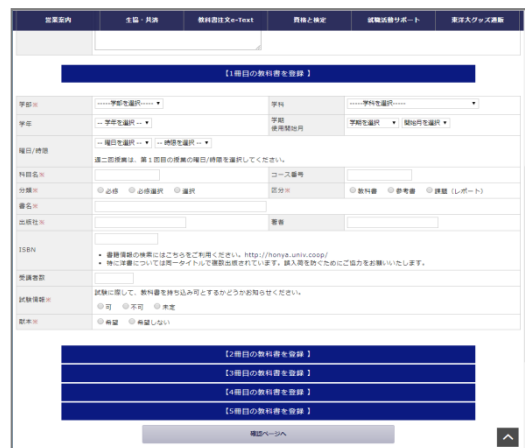 営業案内 生協・共済 教科書注文e-Text 資格と検定 就職活動サポート 東洋大グッズ通販
【1冊目の教科書を登録 】
学部※ -----学部を選択----- 学科 -----学科を選択-----
学年 -- 学年を選択 -- 学期 使用開始月 学期を選択 開始月を選択
曜日/時限 -- 曜日を選択 -- -- 時限を選択 --
週二回授業は、第1回目の授業の曜日/時限を選択してください。
科目名※ コース番号
分類※ 必修 必修選択 選択 区分※ 教科書 参考書 課題（レポート）
書名※
出版社※ 著者
ISBN
• 書籍情報の検索にはこちらをご利用ください。http://honya.univ.coop/
• 特に洋書については同一タイトルで複数出版されています。誤入荷を防ぐためにご協力をお願いいたします。
受講者数
試験情報※ 試験に際して、教科書を持ち込み可とするかどうかお知らせください。
可 不可 未定
献本※ 希望 希望しない
【2冊目の教科書を登録 】
【3冊目の教科書を登録 】
【4冊目の教科書を登録 】
【5冊目の教科書を登録 】
確認ページへ